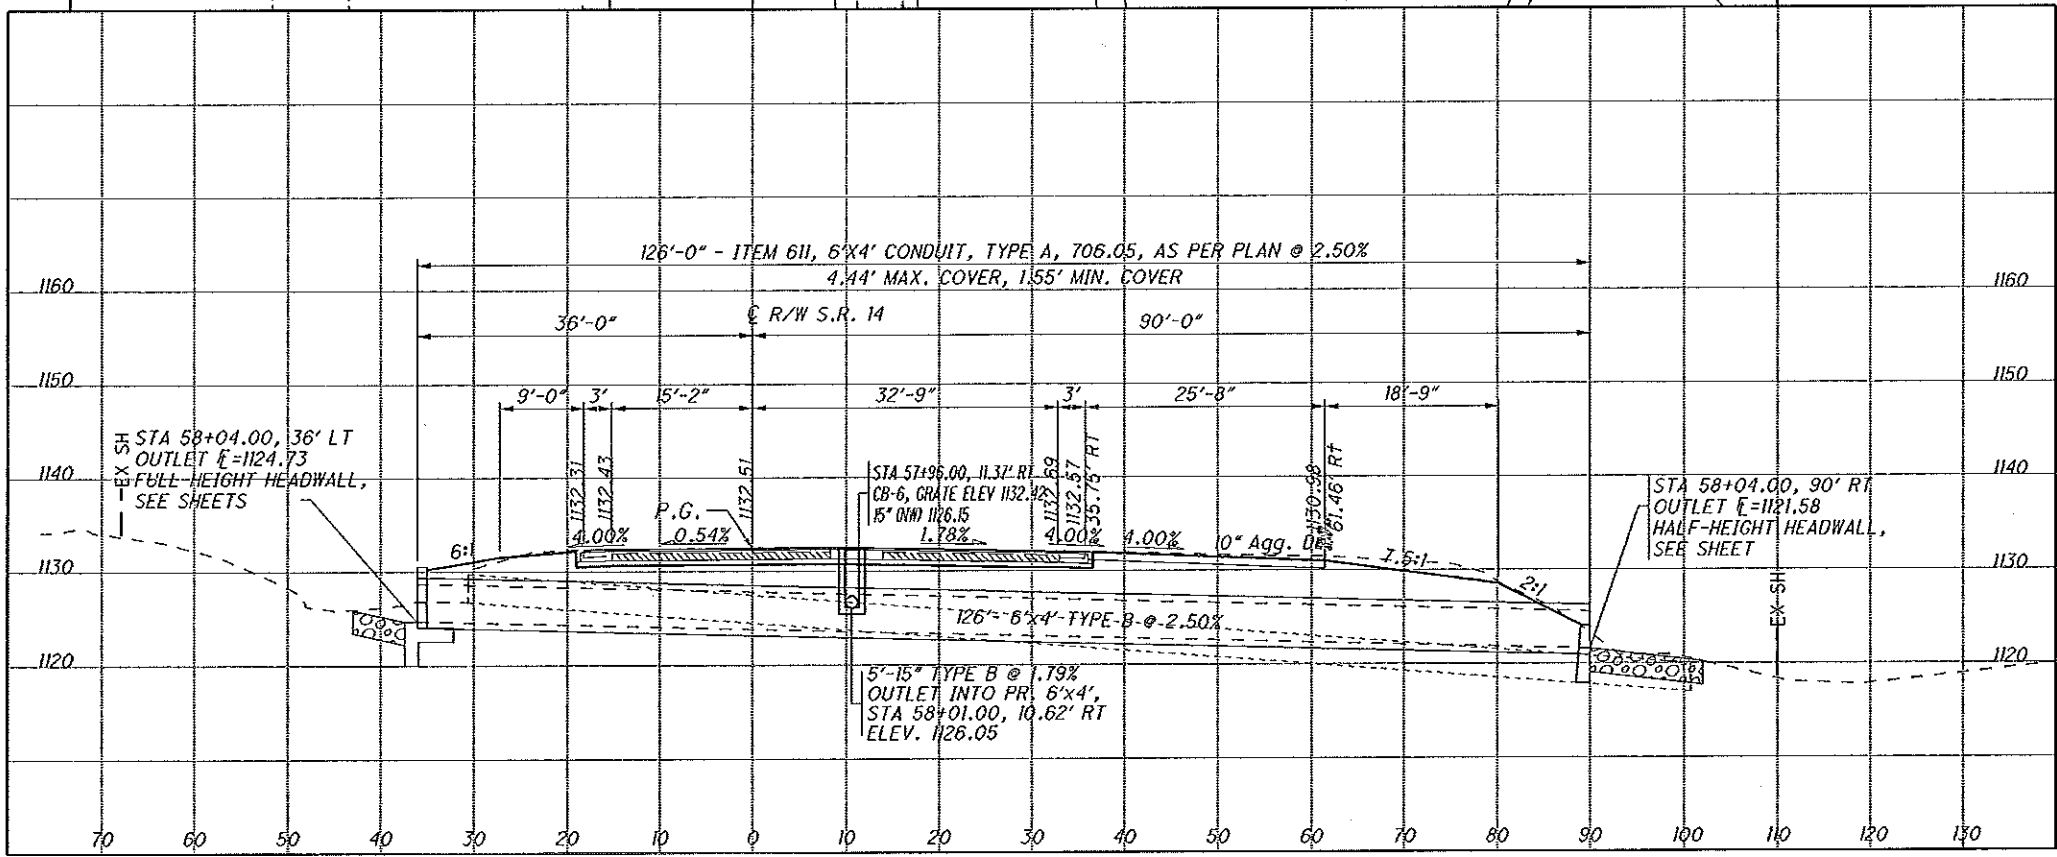 126'-0" - ITEM 611, 6'X4' CONDUIT, TYPE A, 706.05, AS PER PLAN @ 2.50%
4.44' MAX. COVER, 1.55' MIN. COVER
1160
1160
36'-0"
℄ R/W S.R. 14
90'-0"
1150
1150
9'-0"
3'
15'-2"
32'-9"
3'
25'-8"
18'-9"
EX SH
STA 58+04.00, 36' LT
OUTLET =1124.73
FULL-HEIGHT HEADWALL,
SEE SHEETS
1140
1140
1132.31
1132.43
1132.51
STA 57+96.00, 11.37' RT
CB-6, GRATE ELEV 1132.42
15" (NW) 1126.15
1132.69
1132.57
35.75' RT
1130.98
61.46' RT
STA 58+04.00, 90' RT
OUTLET =1121.58
HALF-HEIGHT HEADWALL,
SEE SHEET
P.G.
6:1
4.00%
0.54%
1.78%
4.00%
4.00%
10" Agg.
2:1
1130
1130
126'- 6'x4' TYPE B @ 2.50%
EX SH
1120
1120
5'-15" TYPE B @ 1.79%
OUTLET INTO PR. 6'x4',
STA 58+01.00, 10.62' RT
ELEV. 1126.05
70 60 50 40 30 20 10 0 10 20 30 40 50 60 70 80 90 100 110 120 130